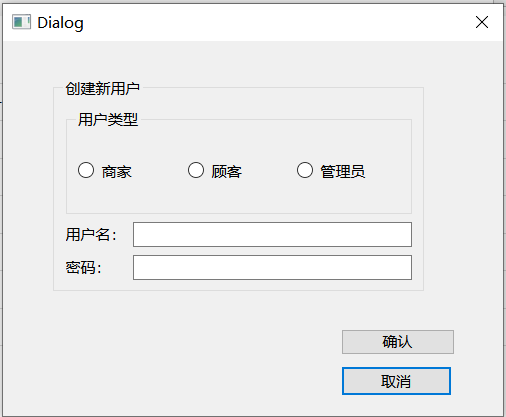 Dialog
创建新用户
用户类型
商家 顾客 管理员
用户名：
密码：
确认
取消